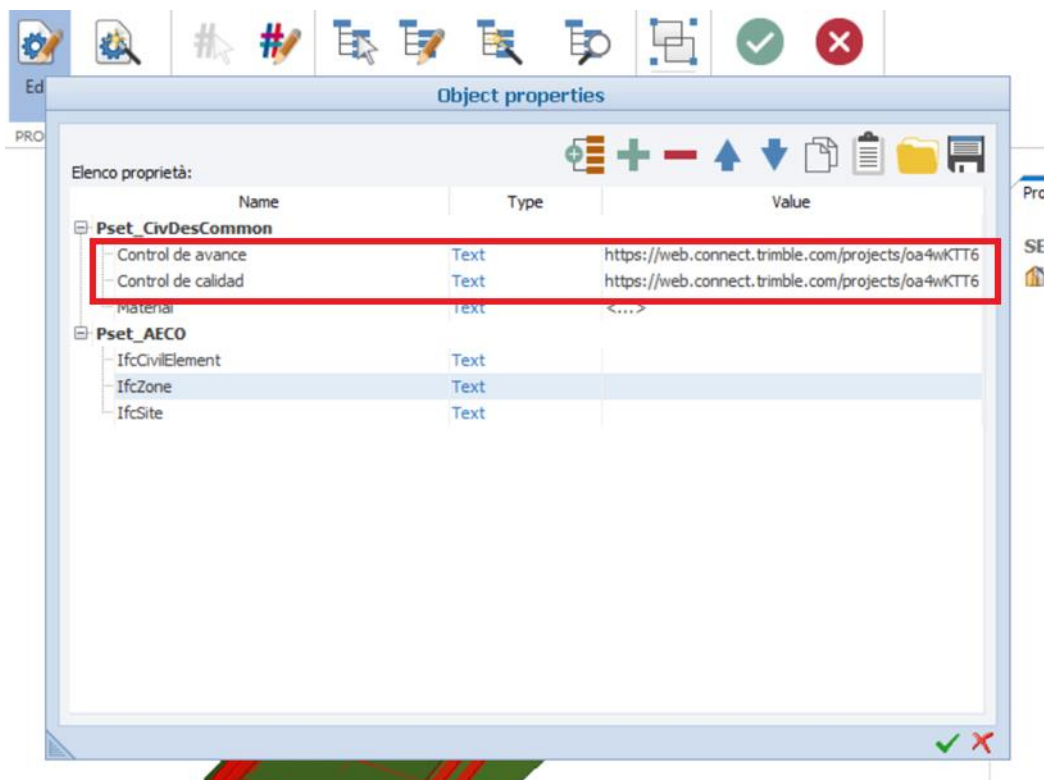 Ed
PRO
Object properties
Elenco proprietà:
Name Type Value
Pset_CivDesCommon
Control de avance Text https://web.connect.trimble.com/projects/oa4wKTT6
Control de calidad Text https://web.connect.trimble.com/projects/oa4wKTT6
Material Text <...>
Pset_AECO
IfcCivilElement Text
IfcZone Text
IfcSite Text
Pro
SE